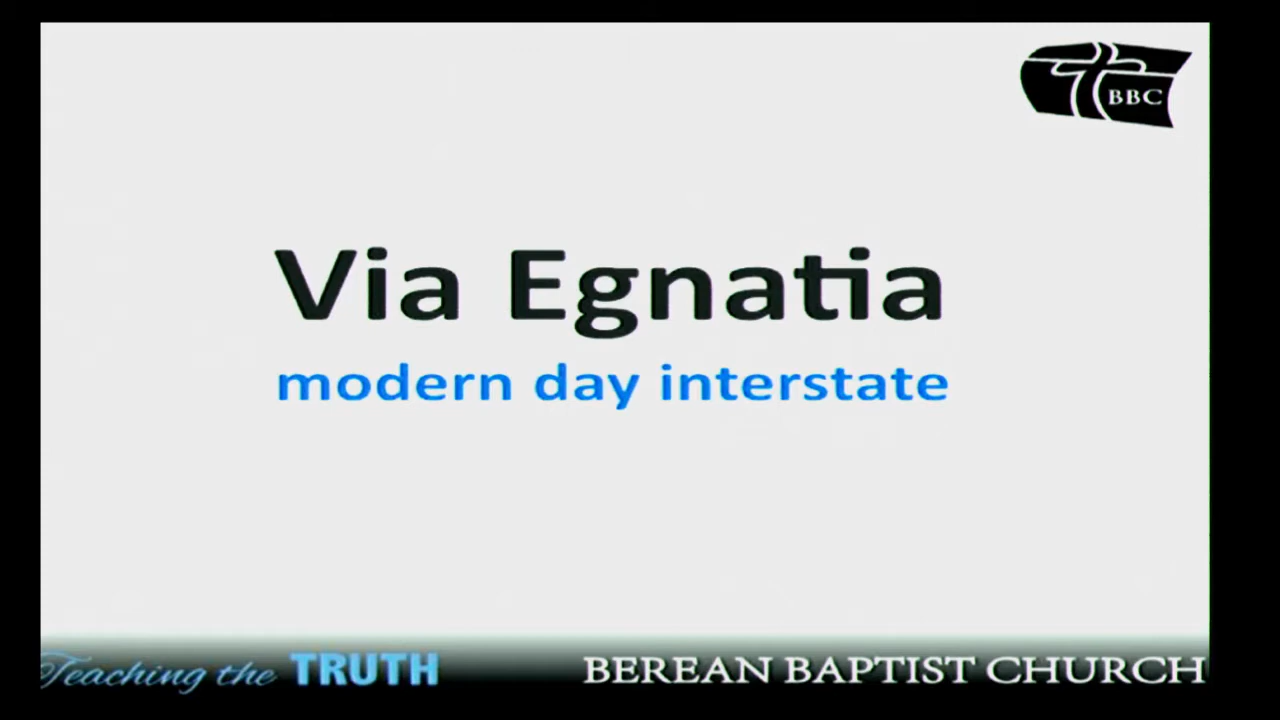 BBC
Via Egnatia
modern day interstate
Teaching the TRUTH
BEREAN BAPTIST CHURCH